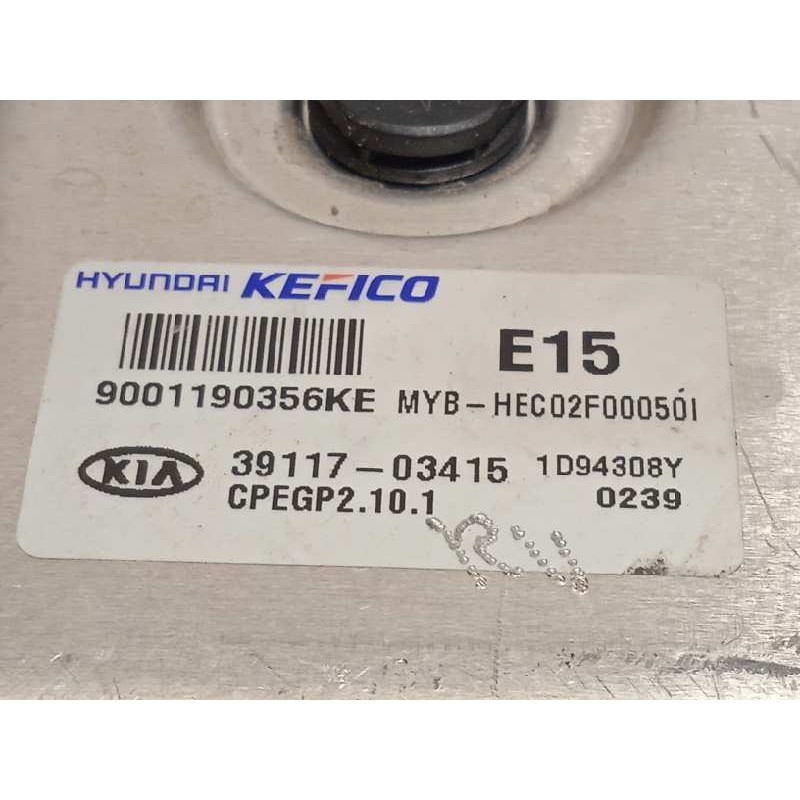 HYUNDAI KEFICO
E15
9001190356KE MYB-HEC02F00050I
KIA 39117-03415 1D94308Y
CPEGP2.10.1 0239